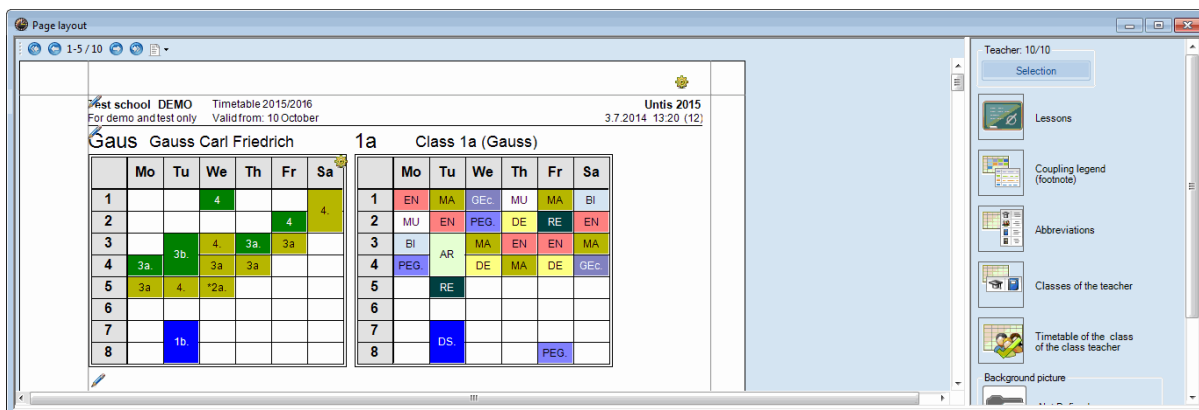 Page layout
1-5 / 10
Test school DEMO Timetable 2015/2016 Untis 2015
For demo and test only Valid from: 10 October 3.7.2014 13:20 (12)
Gaus Gauss Carl Friedrich 1a Class 1a (Gauss)
Mo Tu We Th Fr Sa Mo Tu We Th Fr Sa
1 4 4. 1 EN MA GEc. MU MA BI
2 4 2 MU EN PEG. DE RE EN
3 3b. 4. 3a. 3a 3 BI AR MA EN EN MA
4 3a. 3a 3a 4 PEG. DE MA DE GEc.
5 3a 4. *2a. 5 RE
6 6
7 1b. 7 DS.
8 8 PEG.
Teacher: 10/10
Selection
Lessons
Coupling legend
(footnote)
Abbreviations
Classes of the teacher
Timetable of the class
of the class teacher
Background picture